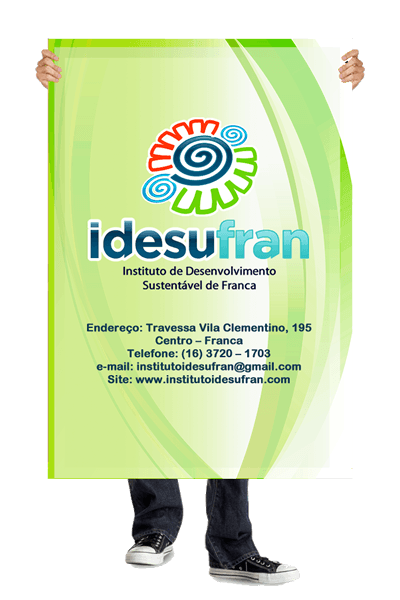 idesufran
Instituto de Desenvolvimento
Sustentável de Franca
Endereço: Travessa Vila Clementino, 195
Centro – Franca
Telefone: (16) 3720 – 1703
e-mail: institutoidesufran@gmail.com
Site: www.institutoidesufran.com